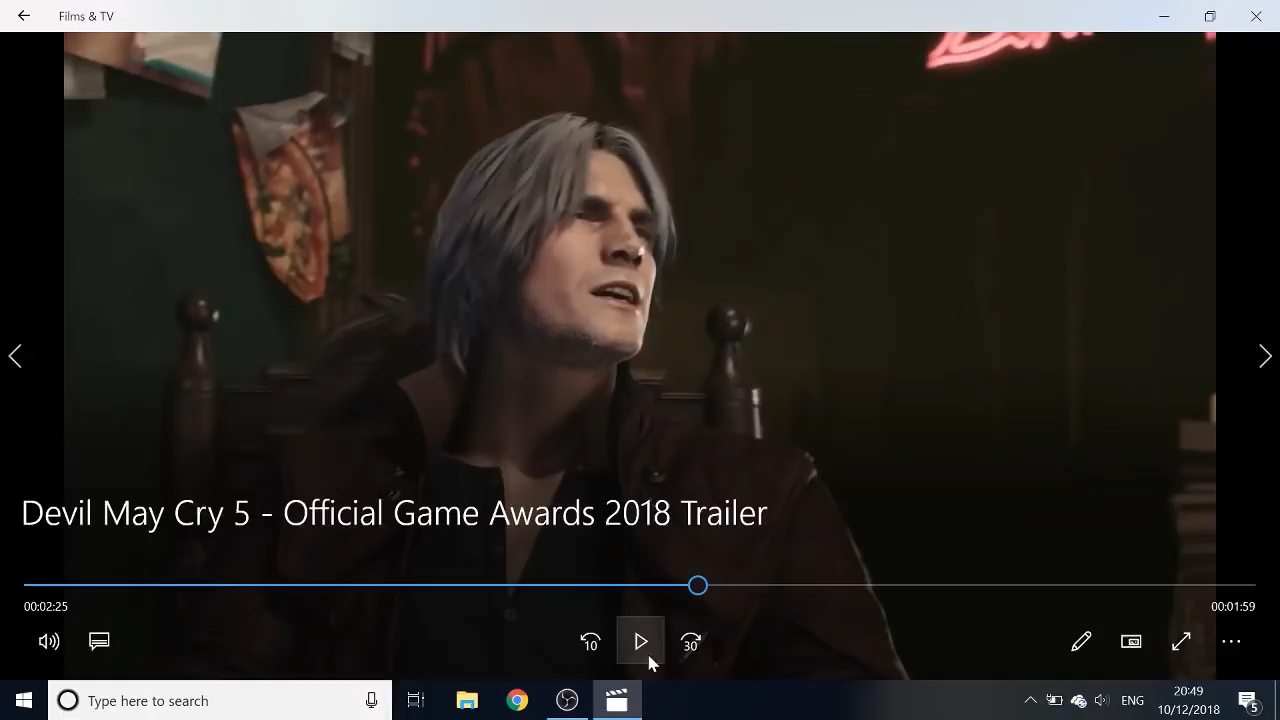 Films & TV
Devil May Cry 5 - Official Game Awards 2018 Trailer
00:02:25
00:01:59
10
30
Type here to search
ENG
20:49
10/12/2018
5